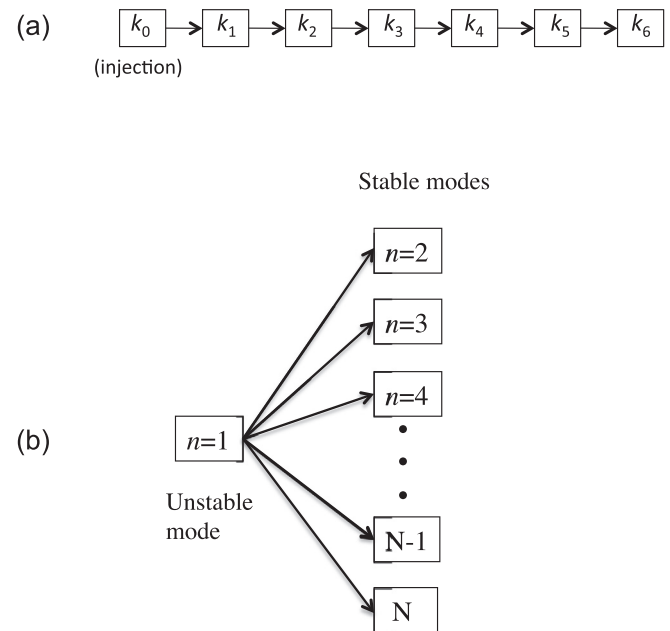 (a) k₀ k₁ k₂ k₃ k₄ k₅ k₆
(injection)
Stable modes
n=2
n=3
n=4
(b) n=1
Unstable
mode
N-1
N